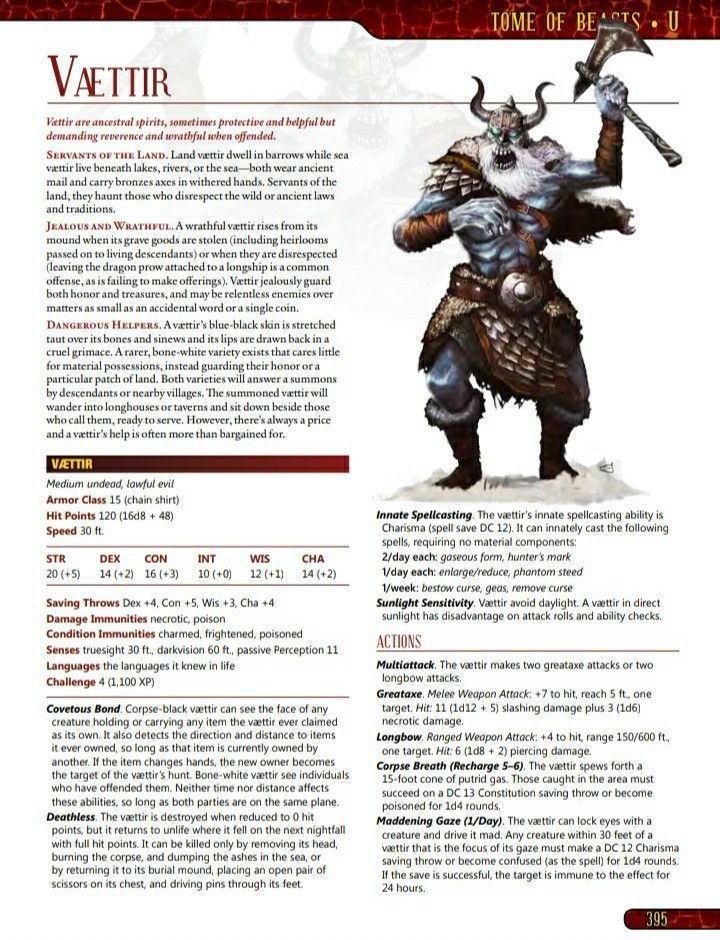 TOME OF BEASTS • U
VÆTTIR
Vættir are ancestral spirits, sometimes protective and helpful but
demanding reverence and wrathful when offended.
SERVANTS OF THE LAND. Land vættir dwell in barrows while sea
vættir live beneath lakes, rivers, or the sea—both wear ancient
mail and carry bronzes axes in withered hands. Servants of the
land, they haunt those who disrespect the wild or ancient laws
and traditions.
JEALOUS AND WRATHFUL. A wrathful vættir rises from its
mound when its grave goods are stolen (including heirlooms
passed on to living descendants) or when they are disrespected
(leaving the dragon prow attached to a longship is a common
offense, as is failing to make offerings). Vættir jealously guard
both honor and treasures, and may be relentless enemies over
matters as small as an accidental word or a single coin.
DANGEROUS HELPERS. A vættir's blue-black skin is stretched
taut over its bones and sinews and its lips are drawn back in a
cruel grimace. A rarer, bone-white variety exists that cares little
for material possessions, instead guarding their honor or a
particular patch of land. Both varieties will answer a summons
by descendants or nearby villages. The summoned vættir will
wander into longhouses or taverns and sit down beside those
who call them, ready to serve. However, there's always a price
and a vættir's help is often more than bargained for.
VÆTTIR
Medium undead, lawful evil
Armor Class 15 (chain shirt)
Hit Points 120 (16d8 + 48)
Speed 30 ft.
STR DEX CON INT WIS CHA
20 (+5) 14 (+2) 16 (+3) 10 (+0) 12 (+1) 14 (+2)
Saving Throws Dex +4, Con +5, Wis +3, Cha +4
Damage Immunities necrotic, poison
Condition Immunities charmed, frightened, poisoned
Senses truesight 30 ft., darkvision 60 ft., passive Perception 11
Languages the languages it knew in life
Challenge 4 (1,100 XP)
Covetous Bond. Corpse-black vættir can see the face of any
creature holding or carrying any item the vættir ever claimed
as its own. It also detects the direction and distance to items
it ever owned, so long as that item is currently owned by
another. If the item changes hands, the new owner becomes
the target of the vættir's hunt. Bone-white vættir see individuals
who have offended them. Neither time nor distance affects
these abilities, so long as both parties are on the same plane.
Deathless. The vættir is destroyed when reduced to 0 hit
points, but it returns to unlife where it fell on the next nightfall
with full hit points. It can be killed only by removing its head,
burning the corpse, and dumping the ashes in the sea, or
by returning it to its burial mound, placing an open pair of
scissors on its chest, and driving pins through its feet.
Innate Spellcasting. The vættir's innate spellcasting ability is
Charisma (spell save DC 12). It can innately cast the following
spells, requiring no material components:
2/day each: gaseous form, hunter's mark
1/day each: enlarge/reduce, phantom steed
1/week: bestow curse, geas, remove curse
Sunlight Sensitivity. Vættir avoid daylight. A vættir in direct
sunlight has disadvantage on attack rolls and ability checks.
ACTIONS
Multiattack. The vættir makes two greataxe attacks or two
longbow attacks.
Greataxe. Melee Weapon Attack: +7 to hit, reach 5 ft., one
target. Hit: 11 (1d12 + 5) slashing damage plus 3 (1d6)
necrotic damage.
Longbow. Ranged Weapon Attack: +4 to hit, range 150/600 ft.,
one target. Hit: 6 (1d8 + 2) piercing damage.
Corpse Breath (Recharge 5–6). The vættir spews forth a
15-foot cone of putrid gas. Those caught in the area must
succeed on a DC 13 Constitution saving throw or become
poisoned for 1d4 rounds.
Maddening Gaze (1/Day). The vættir can lock eyes with a
creature and drive it mad. Any creature within 30 feet of a
vættir that is the focus of its gaze must make a DC 12 Charisma
saving throw or become confused (as the spell) for 1d4 rounds.
If the save is successful, the target is immune to the effect for
24 hours.
395